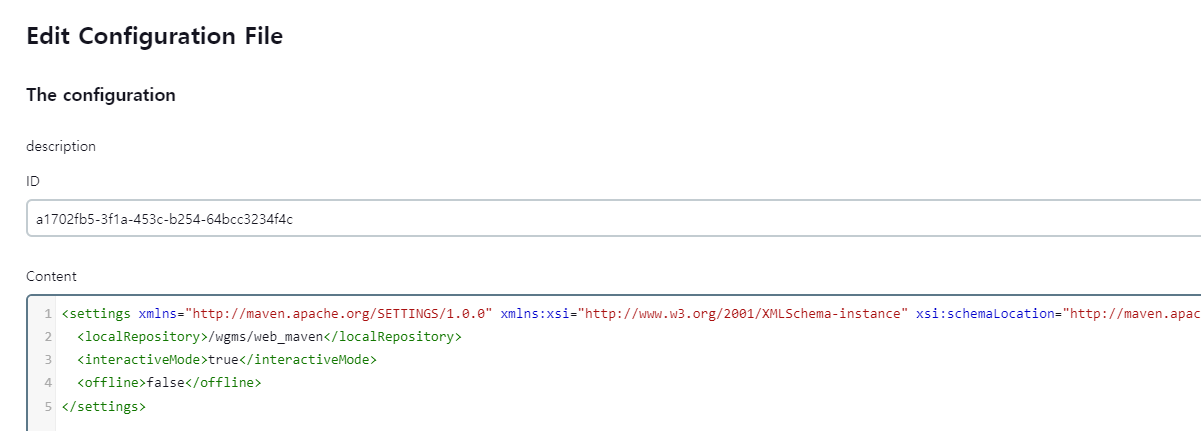 Edit Configuration File
The configuration
description
ID
a1702fb5-3f1a-453c-b254-64bcc3234f4c
Content
1 <settings xmlns="http://maven.apache.org/SETTINGS/1.0.0" xmlns:xsi="http://www.w3.org/2001/XMLSchema-instance" xsi:schemaLocation="http://maven.apac
2 <localRepository>/wgms/web_maven</localRepository>
3 <interactiveMode>true</interactiveMode>
4 <offline>false</offline>
5 </settings>